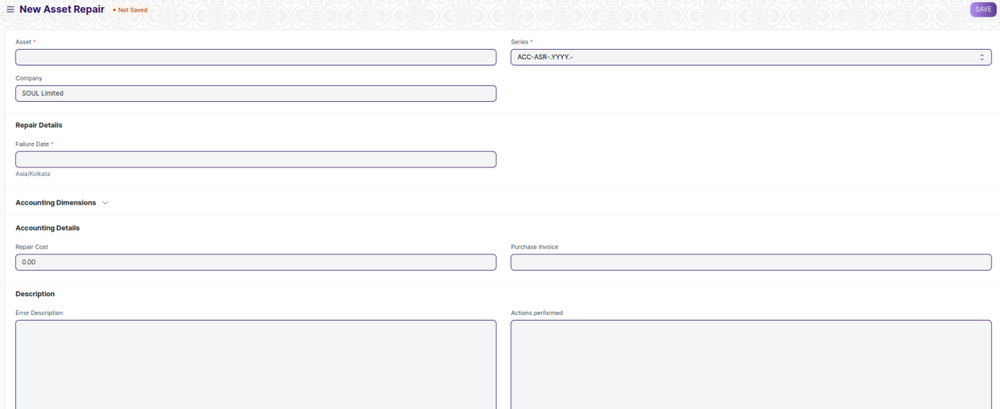 New Asset Repair • Not Saved SAVE
Asset * Series *
ACC-ASR-.YYYY.-
Company
SOUL Limited
Repair Details
Failure Date *
Asia/Kolkata
Accounting Dimensions
Accounting Details
Repair Cost Purchase Invoice
0.00
Description
Error Description Actions performed